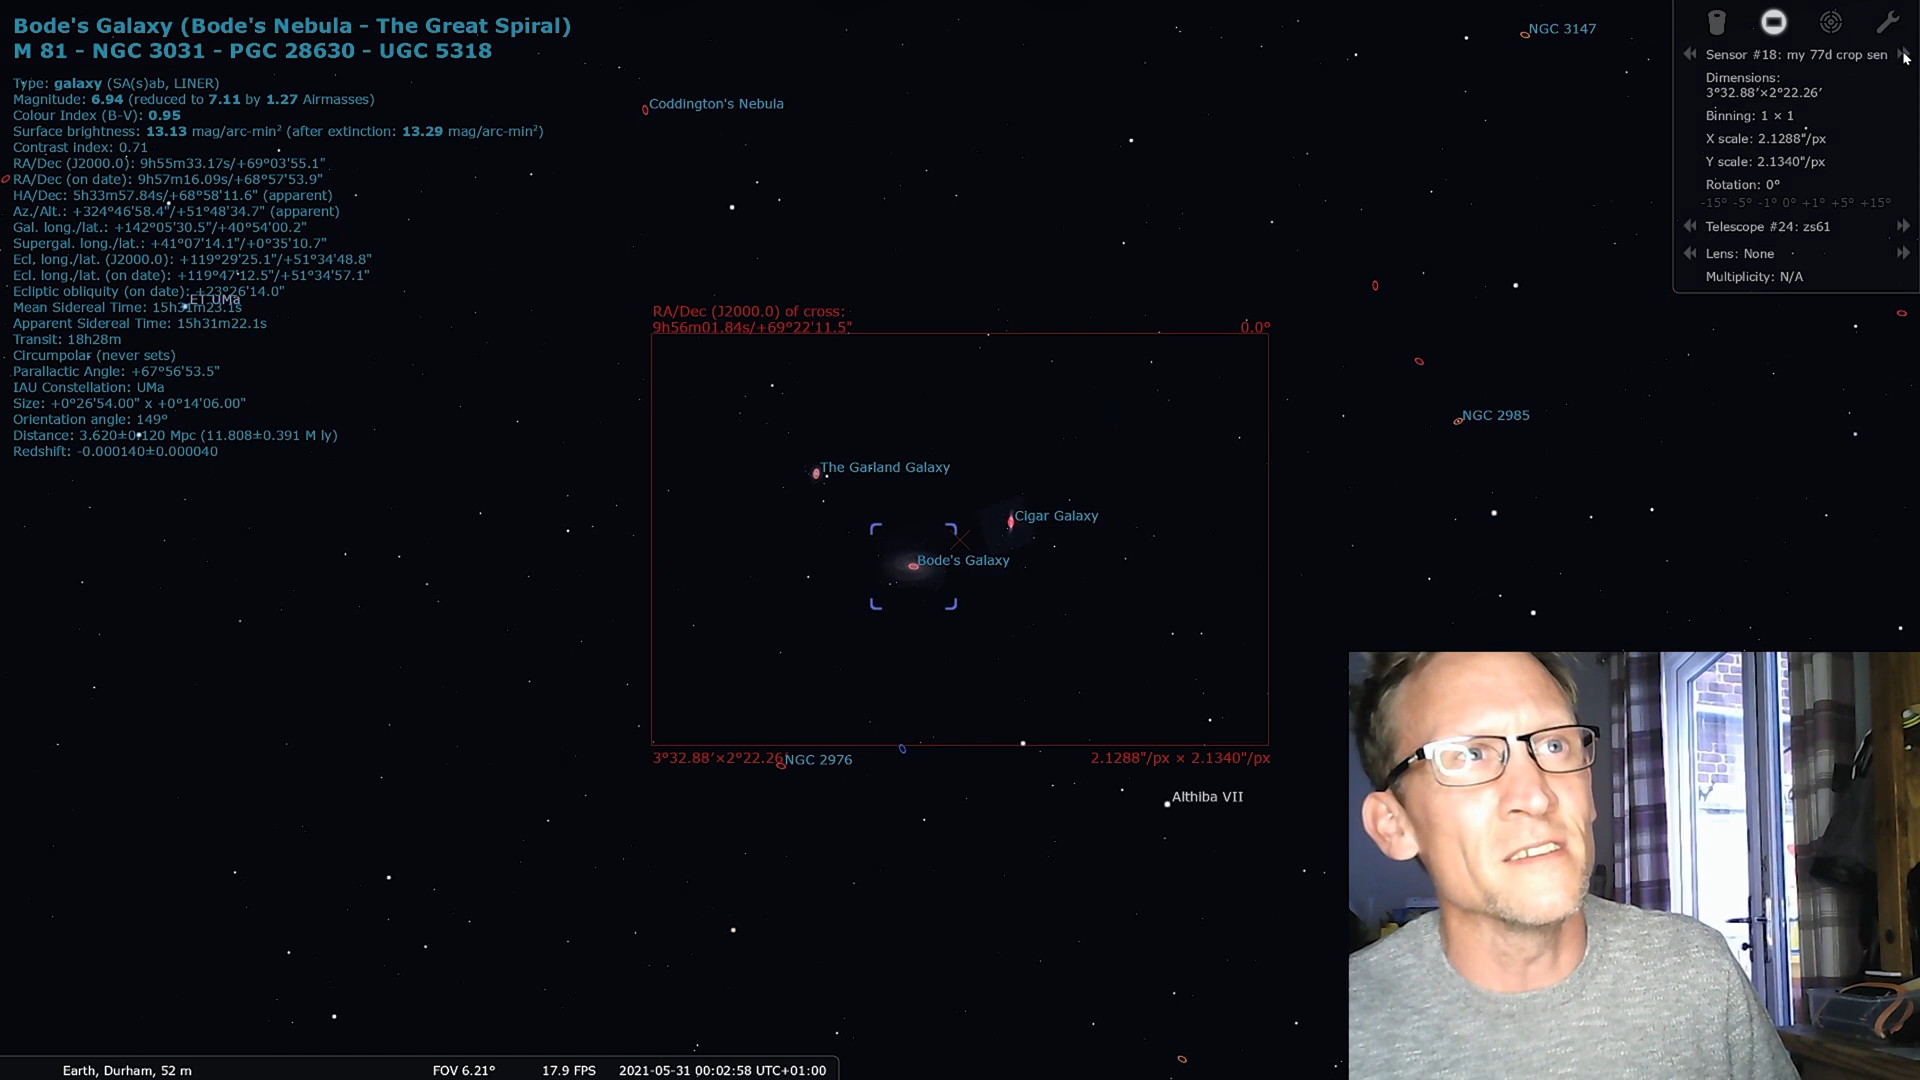 Bode's Galaxy (Bode's Nebula - The Great Spiral)
M 81 - NGC 3031 - PGC 28630 - UGC 5318
Type: galaxy (SA(s)ab, LINER)
Magnitude: 6.94 (reduced to 7.11 by 1.27 Airmasses)
Colour Index (B-V): 0.95
Surface brightness: 13.13 mag/arc-min² (after extinction: 13.29 mag/arc-min²)
Contrast index: 0.71
RA/Dec (J2000.0): 9h55m33.17s/+69°03'55.1"
RA/Dec (on date): 9h57m16.09s/+68°57'53.9"
HA/Dec: 5h33m57.84s/+68°58'11.6" (apparent)
Az./Alt.: +324°46'58.4"/+51°48'34.7" (apparent)
Gal. long./lat.: +142°05'30.5"/+40°54'00.2"
Supergal. long./lat.: +41°07'14.1"/+0°35'10.7"
Ecl. long./lat. (J2000.0): +119°29'25.1"/+51°34'48.8"
Ecl. long./lat. (on date): +119°47'12.5"/+51°34'57.1"
Ecliptic obliquity (on date): +23°26'14.0"
Mean Sidereal Time: 15h31m23.1s
Apparent Sidereal Time: 15h31m22.1s
Transit: 18h28m
Circumpolar (never sets)
Parallactic Angle: +67°56'53.5"
IAU Constellation: UMa
Size: +0°26'54.00" x +0°14'06.00"
Orientation angle: 149°
Distance: 3.620±0.120 Mpc (11.808±0.391 M ly)
Redshift: -0.000140±0.000040
ET UMa
Coddington's Nebula
NGC 3147
Sensor #18: my 77d crop sen
Dimensions:
3°32.88’×2°22.26’
Binning: 1 × 1
X scale: 2.1288"/px
Y scale: 2.1340"/px
Rotation: 0°
-15° -5° -1° 0° +1° +5° +15°
Telescope #24: zs61
Lens: None
Multiplicity: N/A
RA/Dec (J2000.0) of cross:
9h56m01.84s/+69°22'11.5"
0.0°
NGC 2985
The Garland Galaxy
Cigar Galaxy
Bode's Galaxy
3°32.88’×2°22.26’
NGC 2976
2.1288"/px × 2.1340"/px
Althiba VII
Earth, Durham, 52 m
FOV 6.21°
17.9 FPS
2021-05-31 00:02:58 UTC+01:00